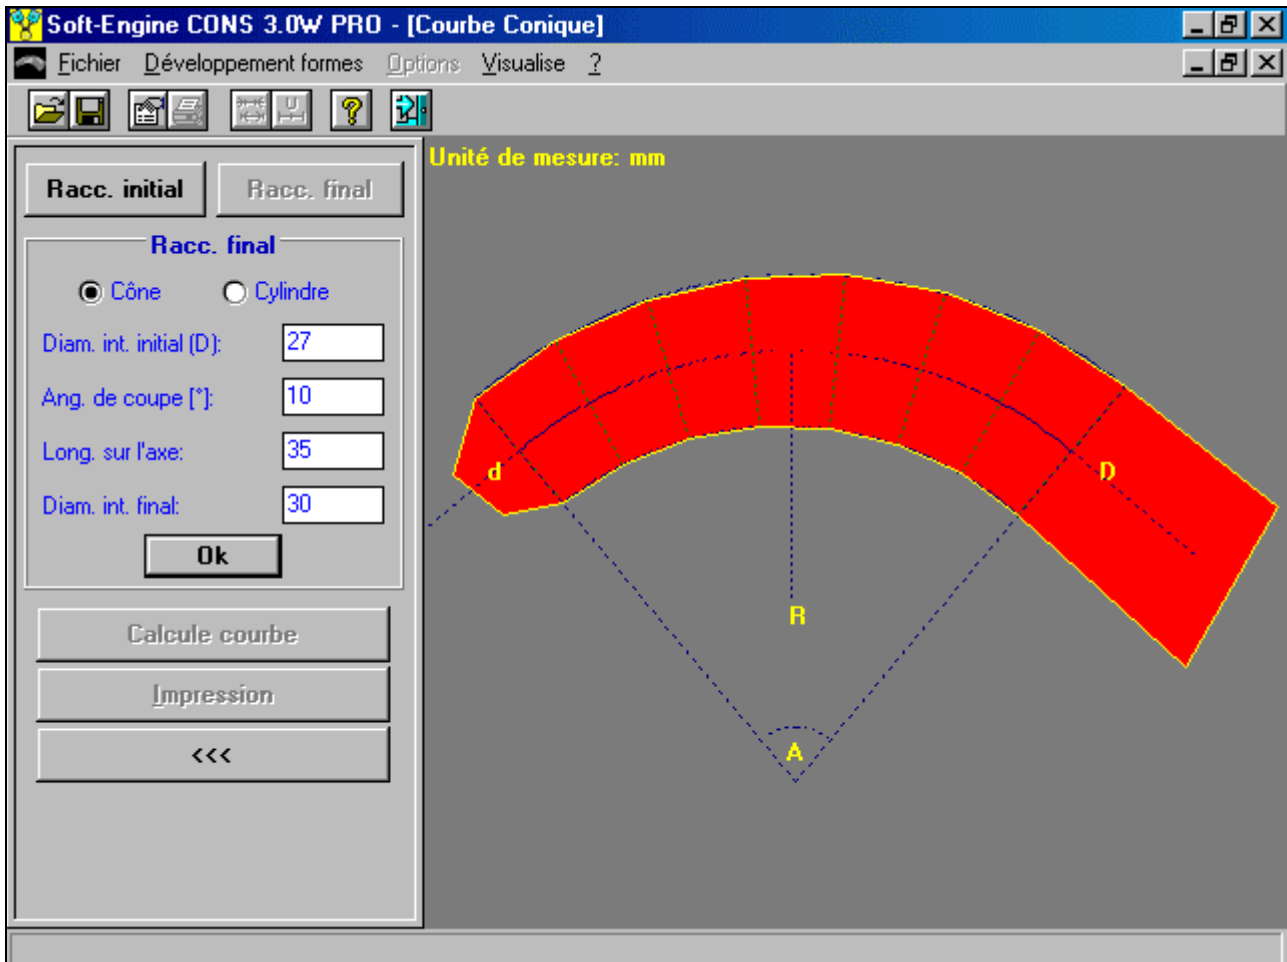 Soft-Engine CONS 3.0W PRO - [Courbe Conique]
Fichier Développement formes Options Visualise ?
Unité de mesure: mm
Racc. initial Racc. final
Racc. final
Cône Cylindre
Diam. int. initial (D): 27
Ang. de coupe [°]: 10
Long. sur l'axe: 35
Diam. int. final: 30
Ok
Calcule courbe
Impression
<<<
d
D
R
A